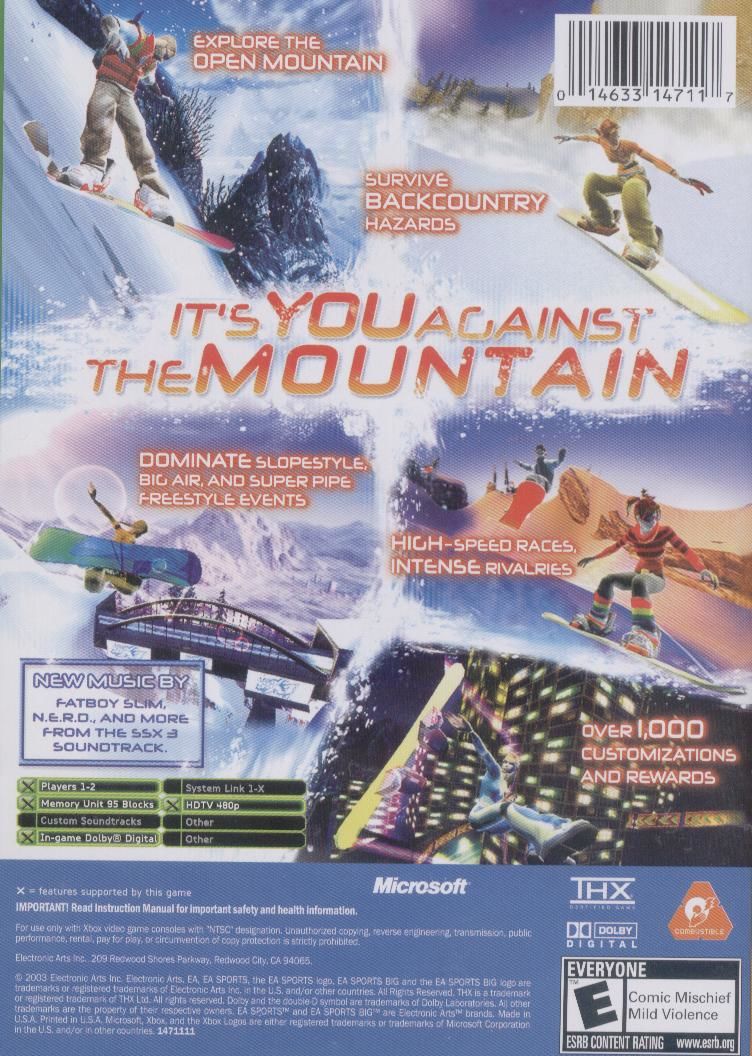 EXPLORE THE
OPEN MOUNTAIN
0 14633 14711 7
SURVIVE
BACKCOUNTRY
HAZARDS
IT'S YOU AGAINST
THE MOUNTAIN
DOMINATE SLOPESTYLE,
BIG AIR, AND SUPER PIPE
FREESTYLE EVENTS
HIGH-SPEED RACES,
INTENSE RIVALRIES
NEW MUSIC BY
FATBOY SLIM,
N.E.R.D., AND MORE
FROM THE SSX 3
SOUNDTRACK.
OVER 1,000
CUSTOMIZATIONS
AND REWARDS
X Players 1-2
System Link 1-X
X Memory Unit 95 Blocks
X HDTV 480p
Custom Soundtracks
Other
X In-game Dolby® Digital
Other
X = features supported by this game
IMPORTANT! Read Instruction Manual for important safety and health information.
Microsoft®
THX
CERTIFIED GAME
DOLBY
DIGITAL
COMBUSTIBLE
For use only with Xbox video game consoles with "NTSC" designation. Unauthorized copying, reverse engineering, transmission, public
performance, rental, pay for play, or circumvention of copy protection is strictly prohibited.
Electronic Arts Inc. 209 Redwood Shores Parkway, Redwood City, CA 94065.
© 2003 Electronic Arts Inc. Electronic Arts, EA, EA SPORTS, the EA SPORTS logo, EA SPORTS BIG and the EA SPORTS BIG logo are
trademarks or registered trademarks of Electronic Arts Inc. in the U.S. and/or other countries. All Rights Reserved. THX is a trademark
or registered trademark of THX Ltd. All rights reserved. Dolby and the double-D symbol are trademarks of Dolby Laboratories. All other
trademarks are the property of their respective owners. EA SPORTS™ and EA SPORTS BIG™ are Electronic Arts™ brands. Made in
U.S.A. Printed in U.S.A. Microsoft, Xbox, and the Xbox Logos are either registered trademarks or trademarks of Microsoft Corporation
in the U.S. and/or in other countries. 1471111
EVERYONE
E
™
Comic Mischief
Mild Violence
ESRB CONTENT RATING www.esrb.org